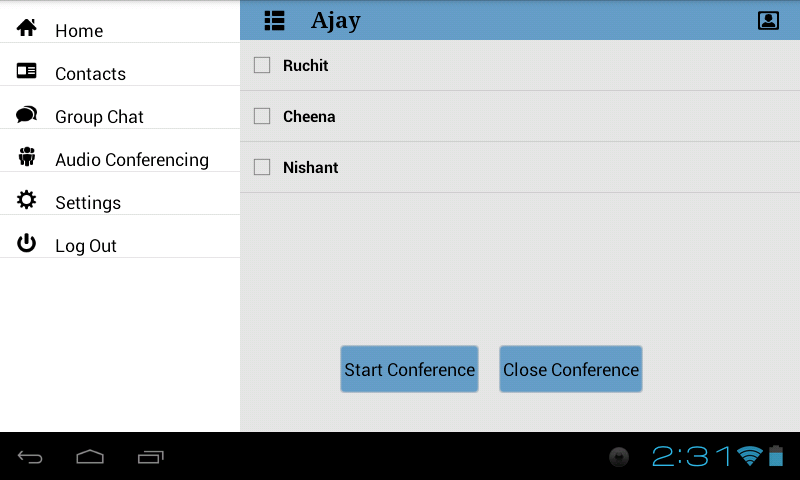 Home
Contacts
Group Chat
Audio Conferencing
Settings
Log Out
Ajay
Ruchit
Cheena
Nishant
Start Conference
Close Conference
2:31